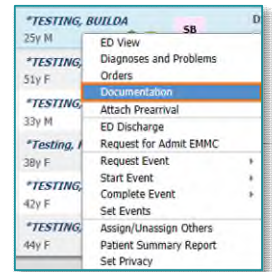 *TESTING, BUILDA
D
25y M
SB
ED View
*TESTING,
Diagnoses and Problems
51y F
Orders
Documentation
*TESTING,
Attach Prearrival
33y M
ED Discharge
*Testing,
Request for Admit EMMC
38y F
Request Event
Start Event
*TESTING,
Complete Event
42y F
Set Events
*TESTING,
Assign/Unassign Others
44y F
Patient Summary Report
Set Privacy